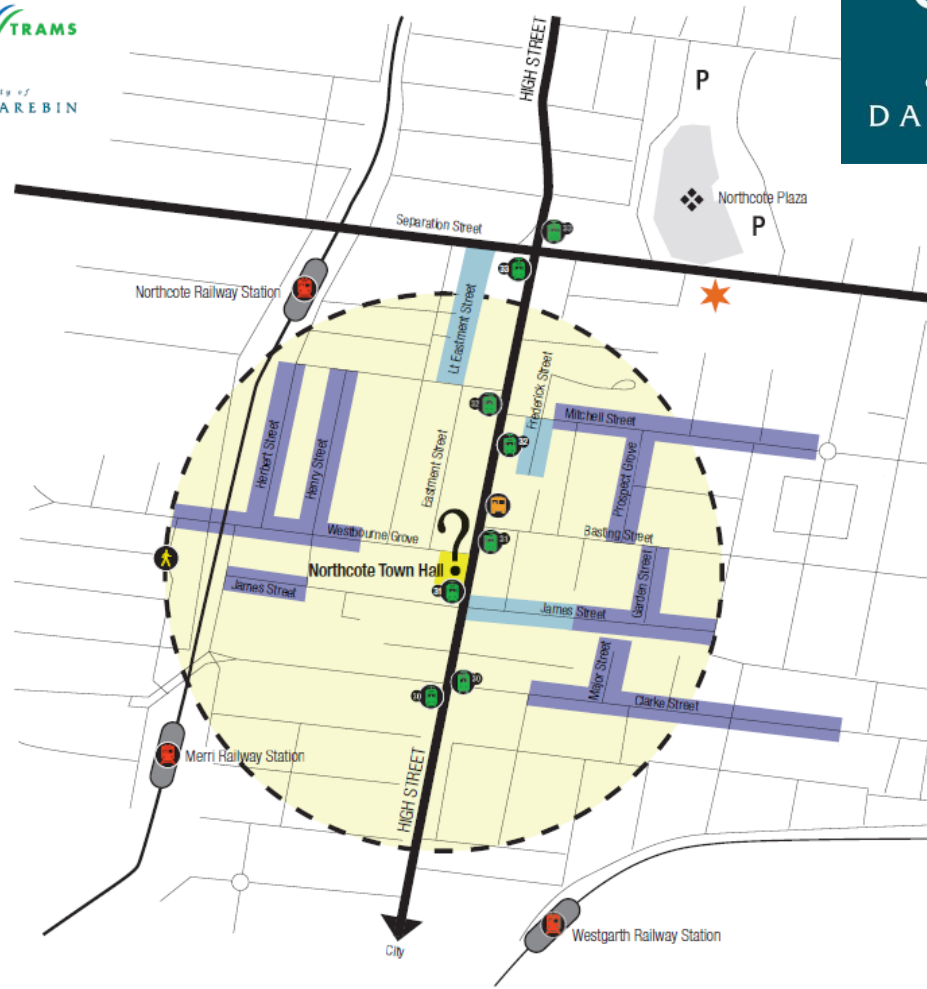 TRAMS
AREBIN
DA
HIGH STREET
P
Northcote Plaza
P
Separation Street
Northcote Railway Station
Lt Eastment Street
Frederick Street
Mitchell Street
Herbert Street
Henry Street
Eastment Street
Prospect Grove
Westbourne Grove
Basting Street
?
Northcote Town Hall
James Street
Garden Street
James Street
Major Street
Clarke Street
Merri Railway Station
HIGH STREET
Westgarth Railway Station
City